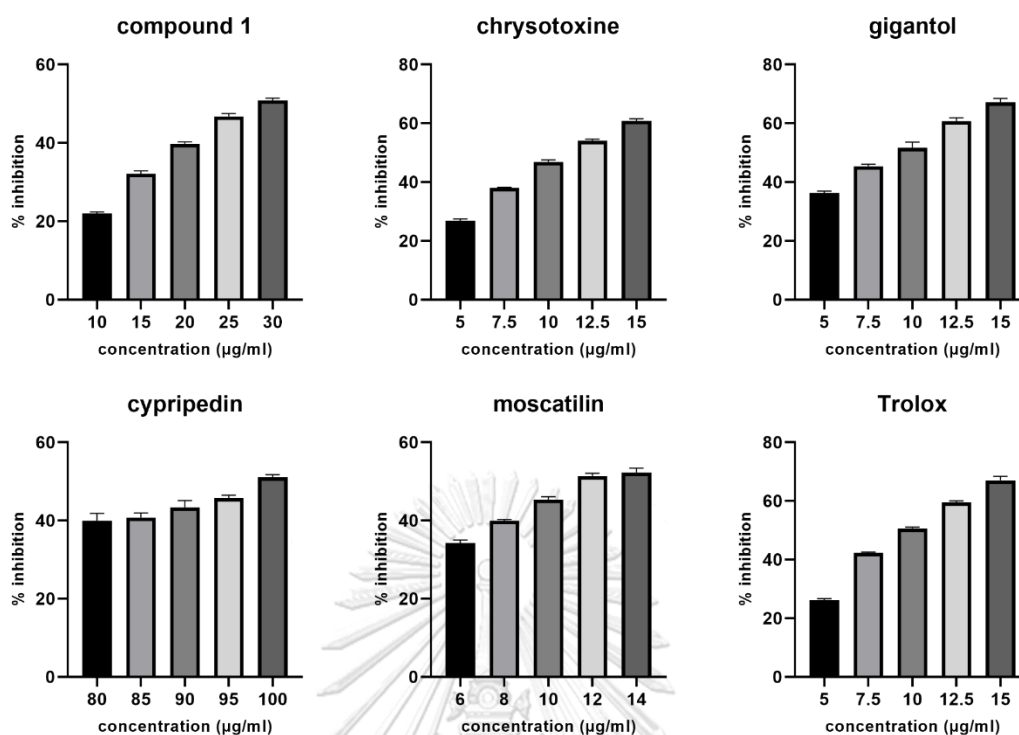 compound 1
60
40
20
0
% inhibition
10 15 20 25 30
concentration (µg/ml)
chrysotoxine
80
60
40
20
0
% inhibition
5 7.5 10 12.5 15
concentration (µg/ml)
gigantol
80
60
40
20
0
% inhibition
5 7.5 10 12.5 15
concentration (µg/ml)
cypripedin
60
40
20
0
% inhibition
80 85 90 95 100
concentration (µg/ml)
moscatilin
60
40
20
0
% inhibition
6 8 10 12 14
concentration (µg/ml)
Trolox
80
60
40
20
0
% inhibition
5 7.5 10 12.5 15
concentration (µg/ml)